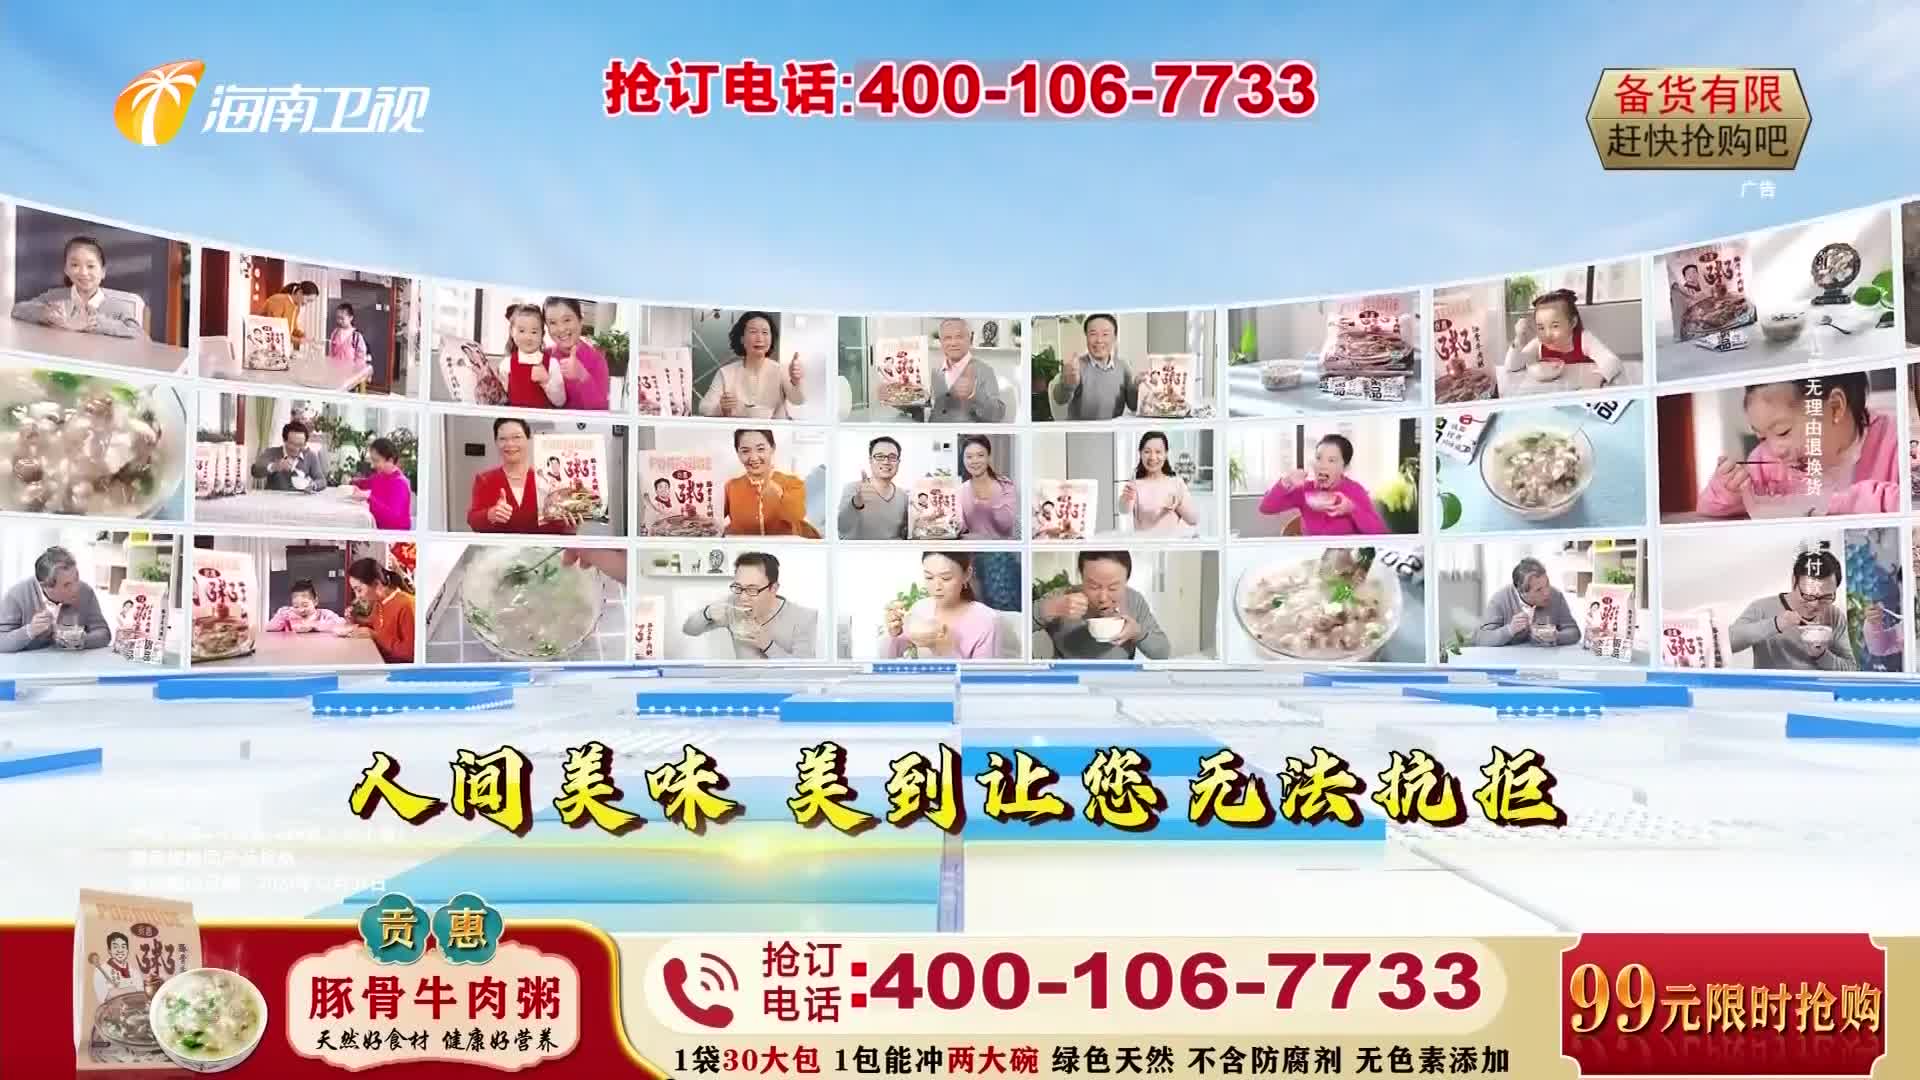 海南卫视
抢订电话:400-106-7733
备货有限
赶快抢购吧
广告
无理由退换货
付
人间美味 美到让您无法抗拒
贡惠
豚骨牛肉粥
天然好食材 健康好营养
抢订电话:400-106-7733
1袋30大包 1包能冲两大碗 绿色天然 不含防腐剂 无色素添加
99元限时抢购